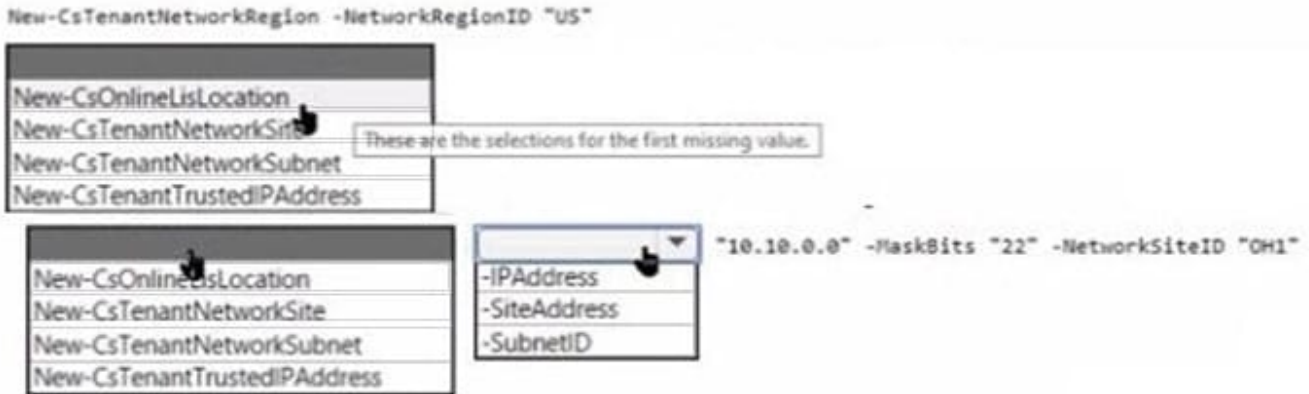 New-CsTenantNetworkRegion -NetworkRegionID "US"
New-CsOnlineLisLocation
New-CsTenantNetworkSite
These are the selections for the first missing value.
New-CsTenantNetworkSubnet
New-CsTenantTrustedIPAddress
"10.10.0.0" -MaskBits "22" -NetworkSiteID "OH1"
New-CsOnlineLisLocation
-IPAddress
New-CsTenantNetworkSite
-SiteAddress
New-CsTenantNetworkSubnet
-SubnetID
New-CsTenantTrustedIPAddress